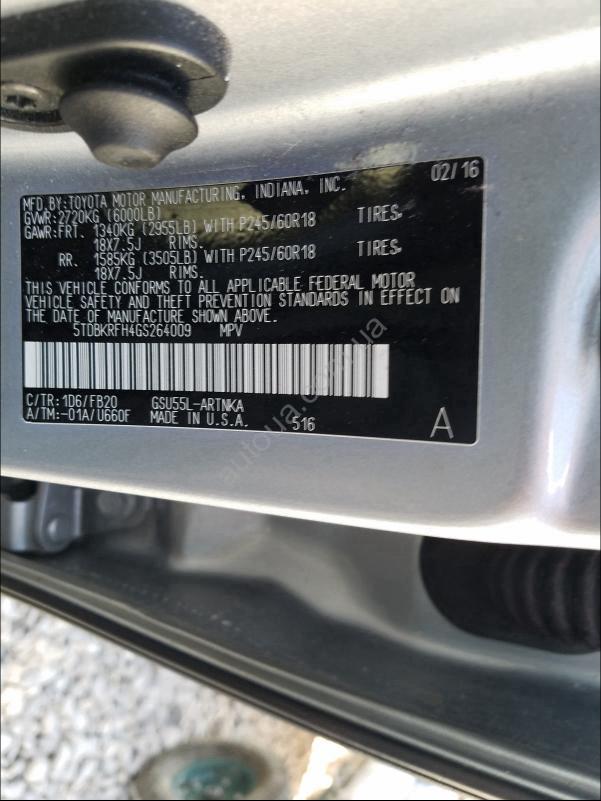 MFD.BY:TOYOTA MOTOR MANUFACTURING, INDIANA, INC. 02/16
GVWR:2720KG (6000LB)
GAWR:FRT. 1340KG (2955LB) WITH P245/60R18 TIRES,
18X7.5J RIMS.
RR. 1585KG (3505LB) WITH P245/60R18 TIRES,
18X7.5J RIMS.
THIS VEHICLE CONFORMS TO ALL APPLICABLE FEDERAL MOTOR
VEHICLE SAFETY AND THEFT PREVENTION STANDARDS IN EFFECT ON
THE DATE OF MANUFACTURE SHOWN ABOVE.
5TDBKRFH4GS264009 MPV
C/TR:1D6/FB20 GSU55L-ARTNKA
A/TM:-01A/U660F MADE IN U.S.A. 516 A
autoua.com.ua